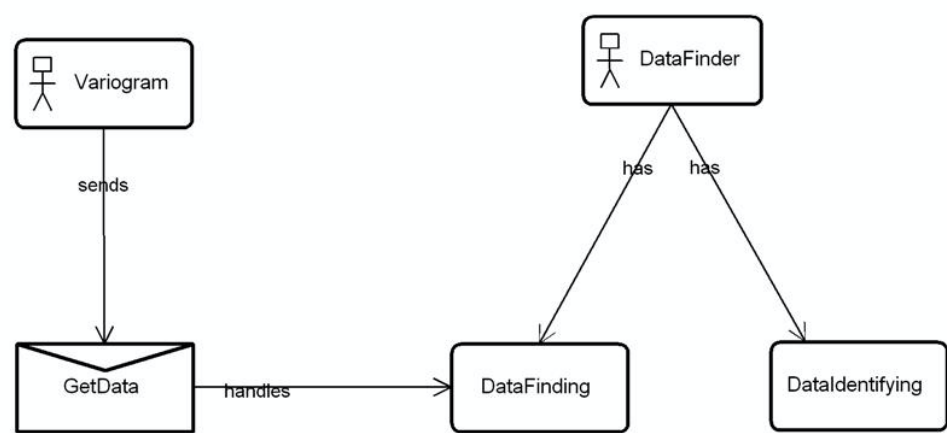 Variogram
DataFinder
sends
has
has
GetData
handles
DataFinding
DataIdentifying